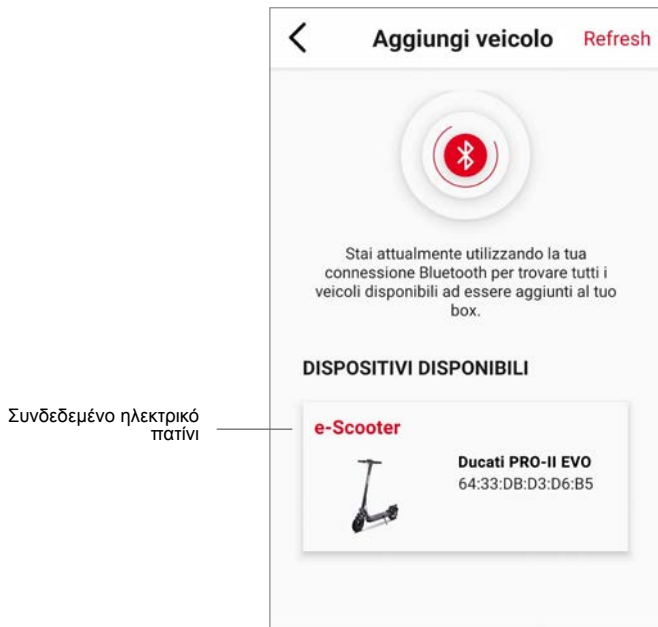 Aggiungi veicolo Refresh
Stai attualmente utilizzando la tua
connessione Bluetooth per trovare tutti i
veicoli disponibili ad essere aggiunti al tuo
box.
DISPOSITIVI DISPONIBILI
Συνδεδεμένο ηλεκτρικό
πατίνι
e-Scooter
Ducati PRO-II EVO
64:33:DB:D3:D6:B5